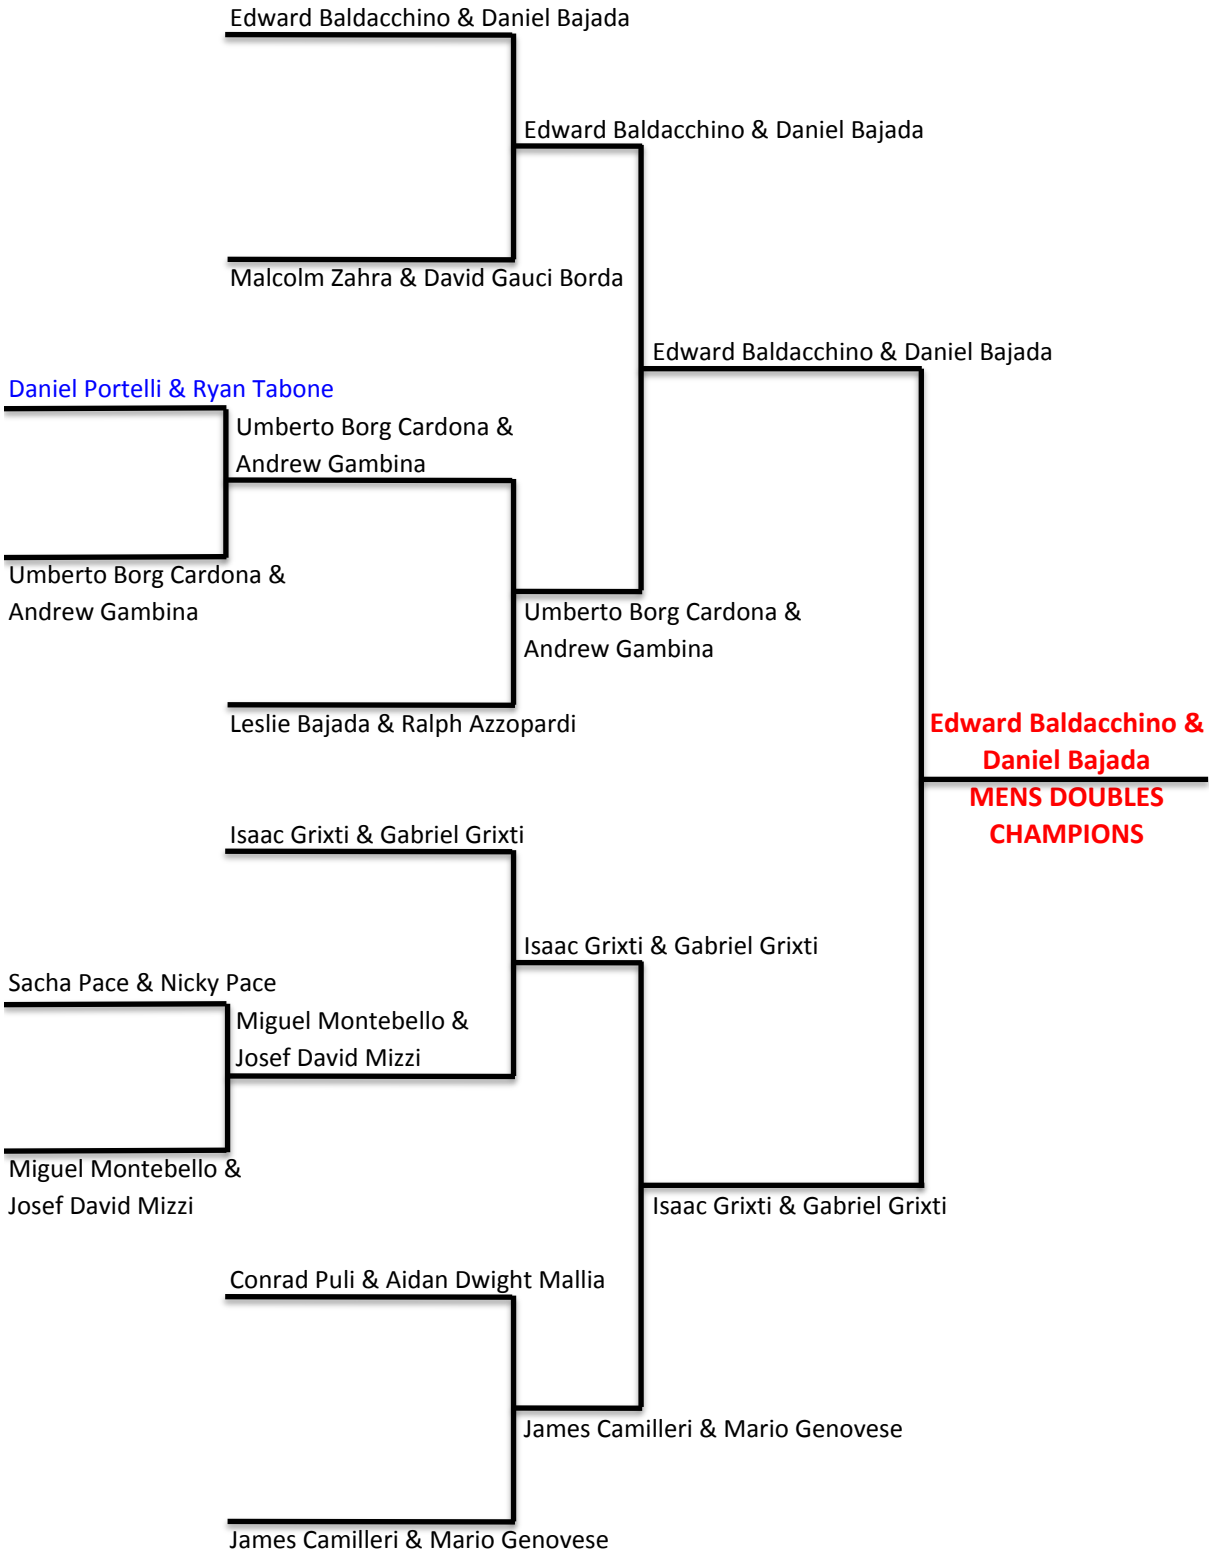 Edward Baldacchino & Daniel Bajada
Edward Baldacchino & Daniel Bajada
Malcolm Zahra & David Gauci Borda
Edward Baldacchino & Daniel Bajada
Daniel Portelli & Ryan Tabone
Umberto Borg Cardona &
Andrew Gambina
Umberto Borg Cardona &
Andrew Gambina
Umberto Borg Cardona &
Andrew Gambina
Leslie Bajada & Ralph Azzopardi
Edward Baldacchino &
Daniel Bajada
MENS DOUBLES
CHAMPIONS
Isaac Grixti & Gabriel Grixti
Isaac Grixti & Gabriel Grixti
Sacha Pace & Nicky Pace
Miguel Montebello &
Josef David Mizzi
Miguel Montebello &
Josef David Mizzi
Isaac Grixti & Gabriel Grixti
Conrad Puli & Aidan Dwight Mallia
James Camilleri & Mario Genovese
James Camilleri & Mario Genovese